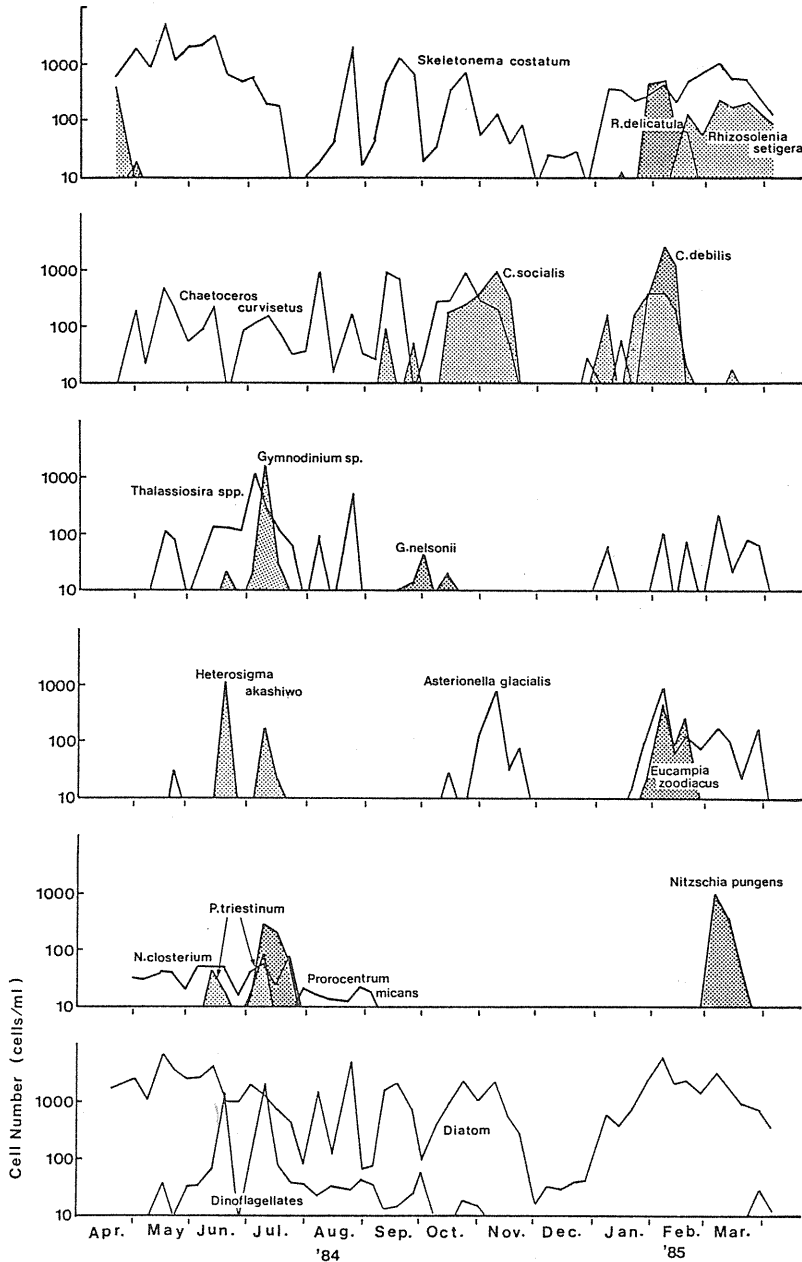 1000
100
10
Skeletonema costatum
R.delicatula
Rhizosolenia
setigera
1000
100
10
Chaetoceros
curvisetus
C.socialis
C.debilis
1000
100
10
Thalassiosira spp.
Gymnodinium sp.
G.nelsonii
1000
100
10
Heterosigma
akashiwo
Asterionella glacialis
Eucampia
zoodiacus
1000
100
10
N.closterium
P.triestinum
Prorocentrum
micans
Nitzschia pungens
Cell Number (cells/ml)
1000
100
10
Diatom
Dinoflagellates
Apr. May Jun. Jul. Aug. Sep. Oct. Nov. Dec. Jan. Feb. Mar.
'84 '85